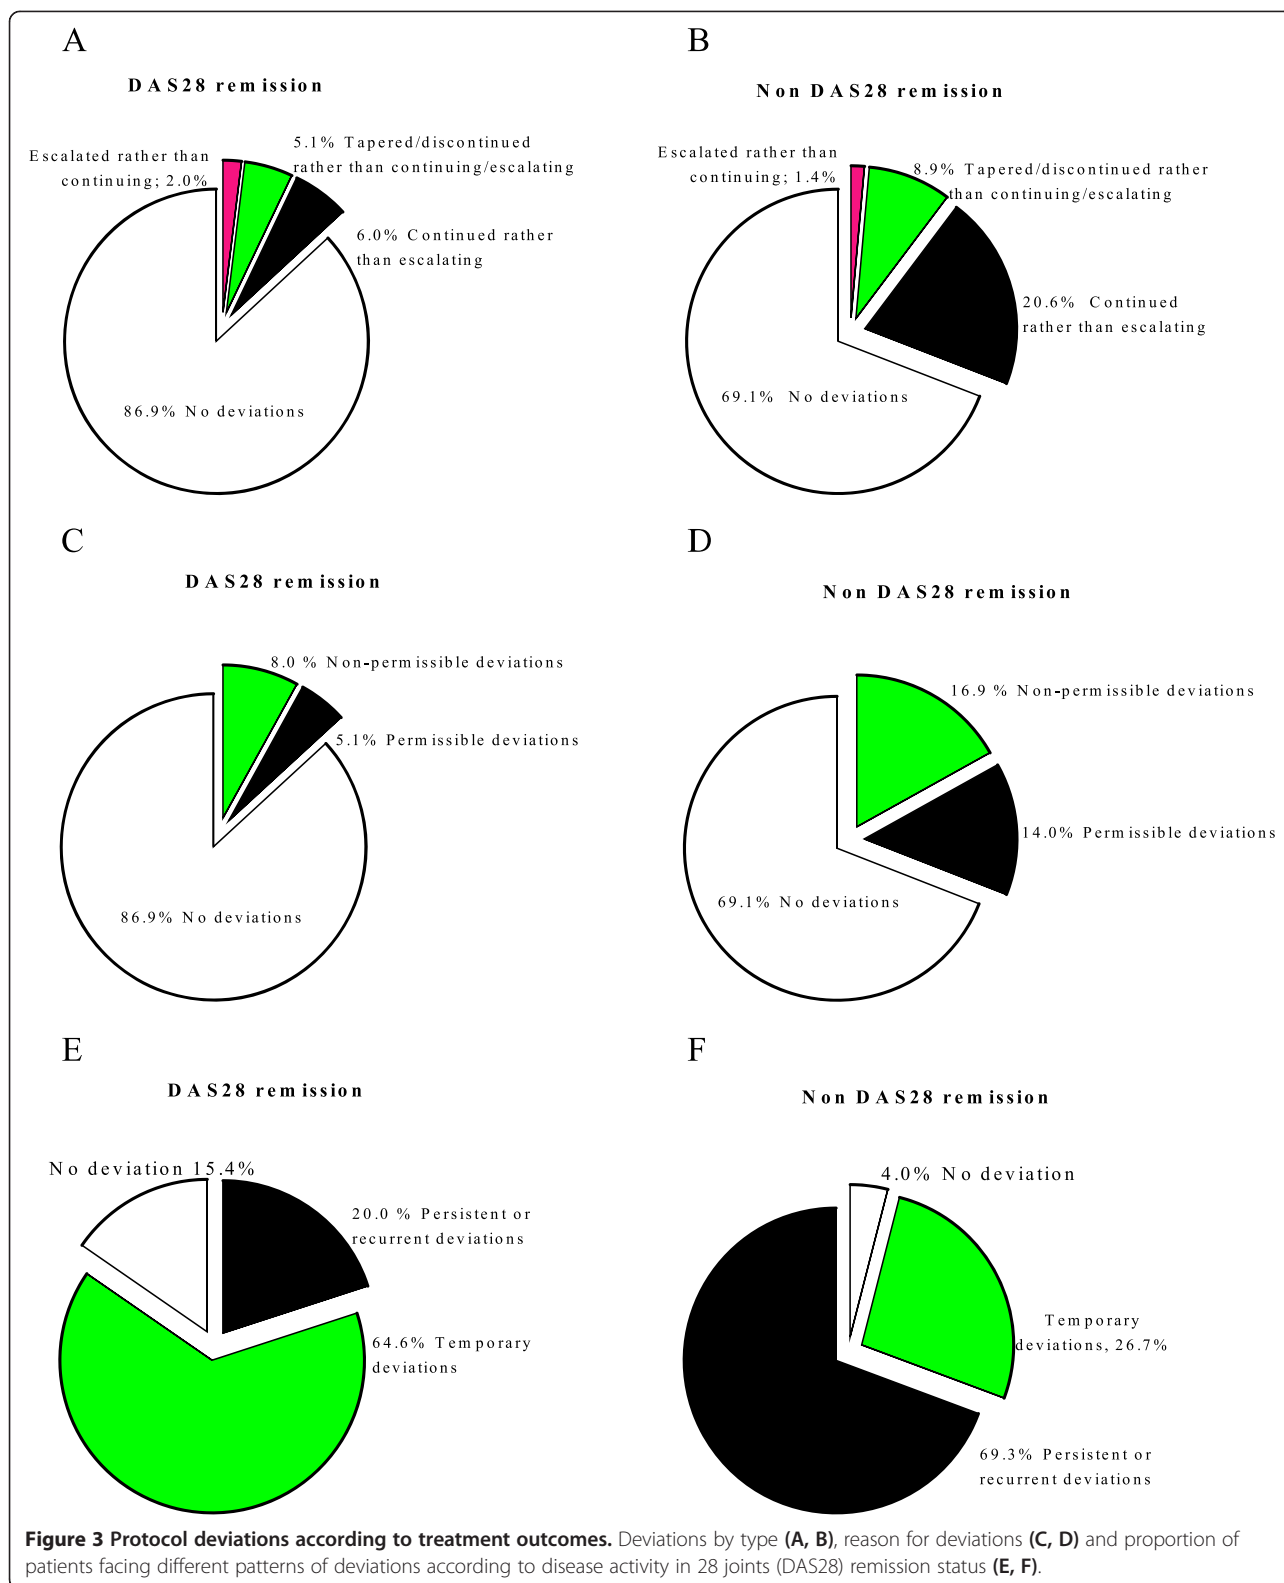 A
DAS28 remission
Escalated rather than
continuing; 2.0%
5.1% Tapered/discontinued
rather than continuing/escalating
6.0% Continued rather
than escalating
86.9% No deviations
B
Non DAS28 remission
Escalated rather than
continuing; 1.4%
8.9% Tapered/discontinued rather
than continuing/escalating
20.6% Continued
rather than escalating
69.1% No deviations
C
DAS28 remission
8.0 % Non-permissible deviations
5.1% Permissible deviations
86.9% No deviations
D
Non DAS28 remission
16.9 % Non-permissible deviations
14.0% Permissible deviations
69.1% No deviations
E
DAS28 remission
No deviation 15.4%
20.0 % Persistent or
recurrent deviations
64.6% Temporary
deviations
F
Non DAS28 remission
4.0% No deviation
Temporary
deviations, 26.7%
69.3% Persistent or
recurrent deviations
Figure 3 Protocol deviations according to treatment outcomes. Deviations by type (A, B), reason for deviations (C, D) and proportion of
patients facing different patterns of deviations according to disease activity in 28 joints (DAS28) remission status (E, F).